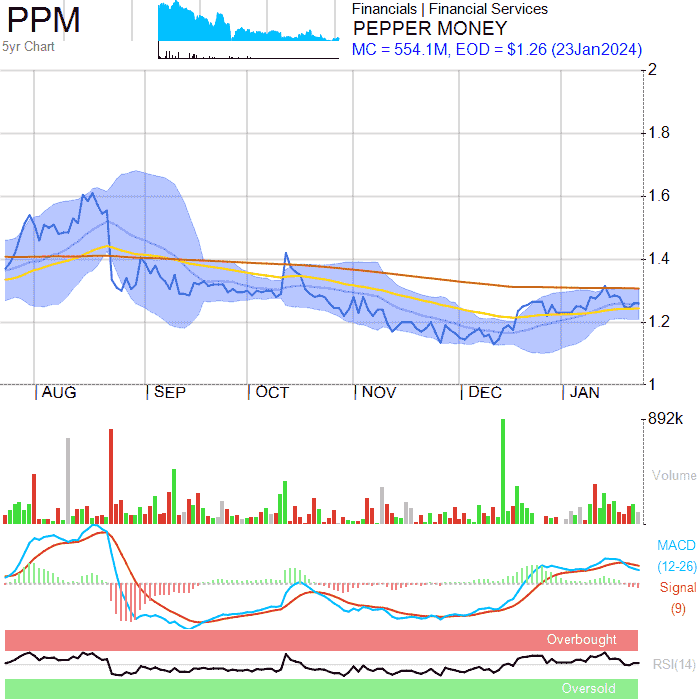 PPM
5yr Chart
Financials | Financial Services
PEPPER MONEY
MC = 554.1M, EOD = $1.26 (23Jan2024)
2
1.8
1.6
1.4
1.2
1
AUG SEP OCT NOV DEC JAN
892k
Volume
MACD
(12-26)
Signal
(9)
Overbought
RSI(14)
Oversold